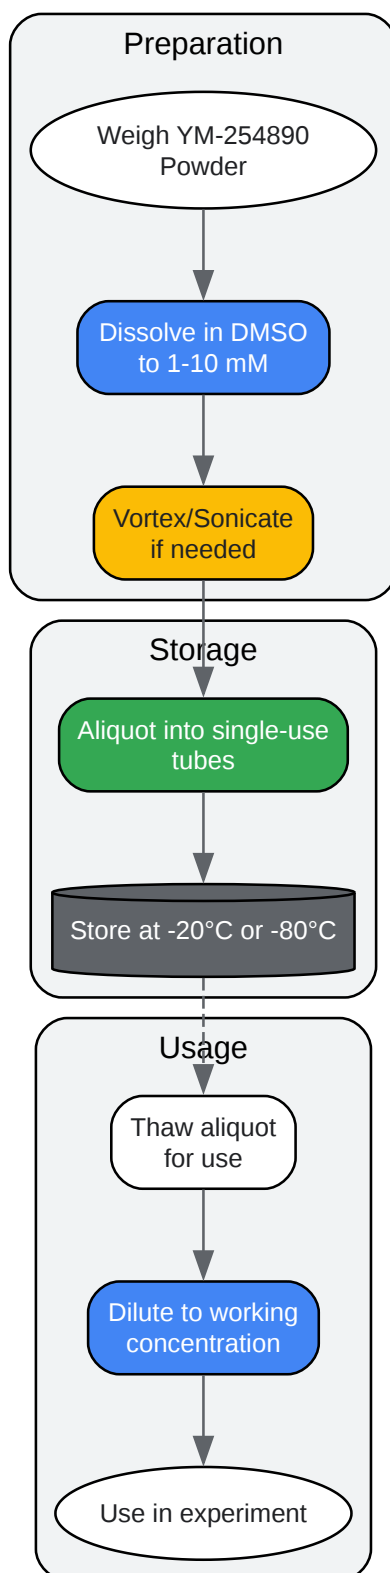 Preparation
Weigh YM-254890
Powder
Dissolve in DMSO
to 1-10 mM
Vortex/Sonicate
if needed
Storage
Aliquot into single-use
tubes
Store at -20°C or -80°C
Usage
Thaw aliquot
for use
Dilute to working
concentration
Use in experiment